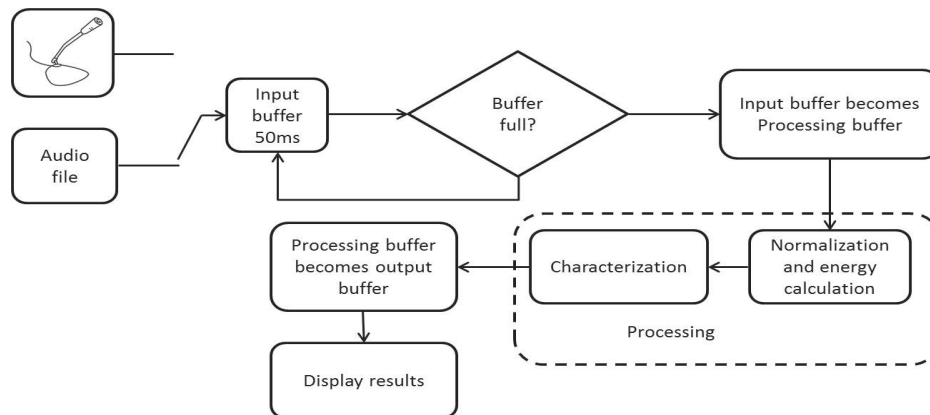 Input
buffer
50ms
Buffer
full?
Input buffer becomes
Processing buffer
Audio
file
Processing buffer
becomes output
buffer
Characterization
Normalization
and energy
calculation
Processing
Display results